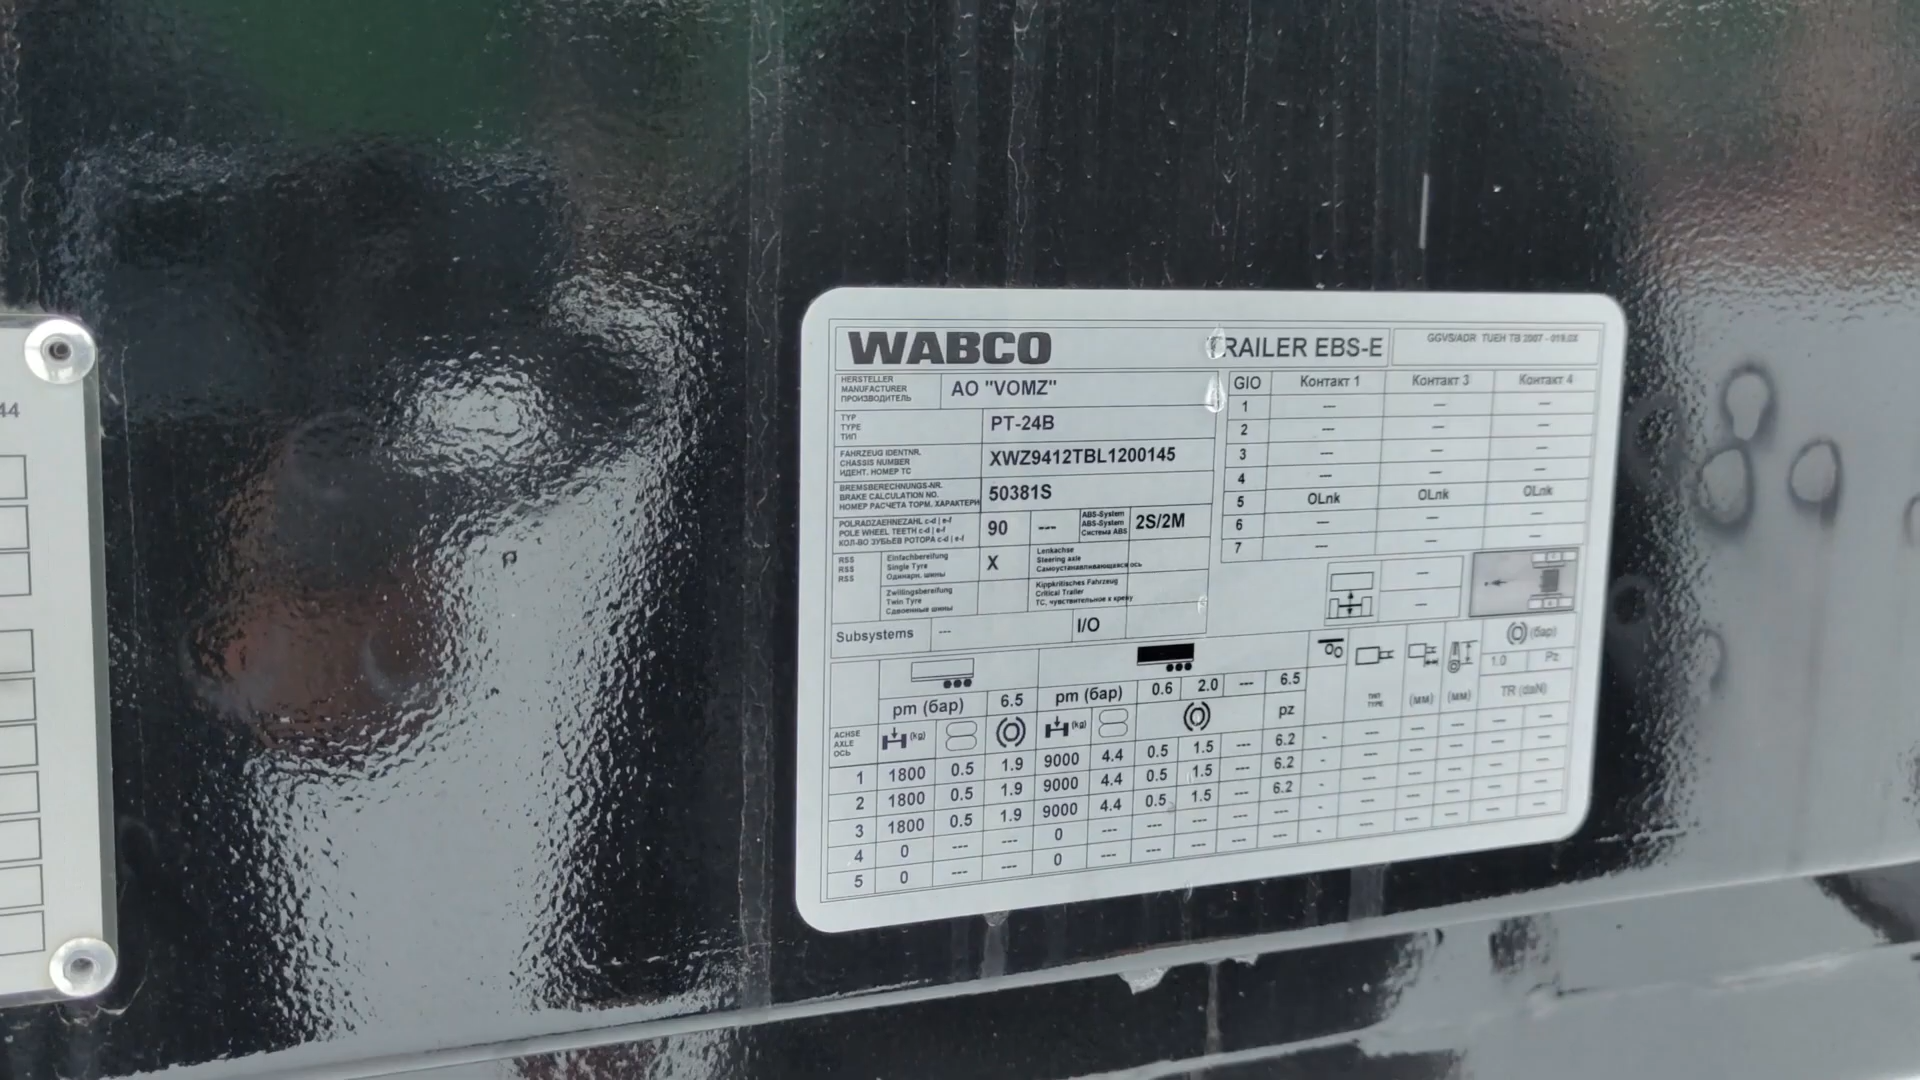 44
WABCO TRAILER EBS-E GGVS/ADR TUEH TB 2007 - 019.0X
HERSTELLER
MANUFACTURER
ПРОИЗВОДИТЕЛЬ
AO "VOMZ"
TYP
TYPE
ТИП
PT-24B
FAHRZEUG IDENTNR.
CHASSIS NUMBER
ИДЕНТ. НОМЕР ТС
XWZ9412TBL1200145
BREMSBERECHNUNGS-NR.
BRAKE CALCULATION NO.
НОМЕР РАСЧЕТА ТОРМ. ХАРАКТЕРИ
50381S
POLRADZAEHNEZAHL c-d | e-f
POLE WHEEL TEETH c-d | e-f
КОЛ-ВО ЗУБЬЕВ РОТОРА c-d | e-f
90 ---
ABS-System
ABS-System
Система ABS
2S/2M
RSS
RSS
RSS
Einfachbereifung
Single Tyre
Одинарн. шины
X
Lenkachse
Steering axle
Самоустанавливающаяся ось
Zwillingsbereifung
Twin Tyre
Сдвоенные шины
Kippkritisches Fahrzeug
Critical Trailer
ТС, чувствительное к крену
Subsystems --- I/O
GIO Контакт 1 Контакт 3 Контакт 4
1 --- --- ---
2 --- --- ---
3 --- --- ---
4 --- --- ---
5 OLnk OLnk OLnk
6 --- --- ---
7 --- --- ---
---
---
pm (бар) 6.5 pm (бар) 0.6 2.0 --- 6.5
(бар)
1.0 Pz
ACHSE
AXLE
ОСЬ
(kg) (kg) pz
ТИП
TYPE
(мм) (мм) TR (daN)
1 1800 0.5 1.9 9000 4.4 0.5 1.5 --- 6.2 - --- --- --- --- ---
2 1800 0.5 1.9 9000 4.4 0.5 1.5 --- 6.2 - --- --- --- --- ---
3 1800 0.5 1.9 9000 4.4 0.5 1.5 --- 6.2 - --- --- --- --- ---
4 0 --- --- 0 --- --- --- --- --- - --- --- --- --- ---
5 0 --- --- 0 --- --- --- --- --- - --- --- --- --- ---